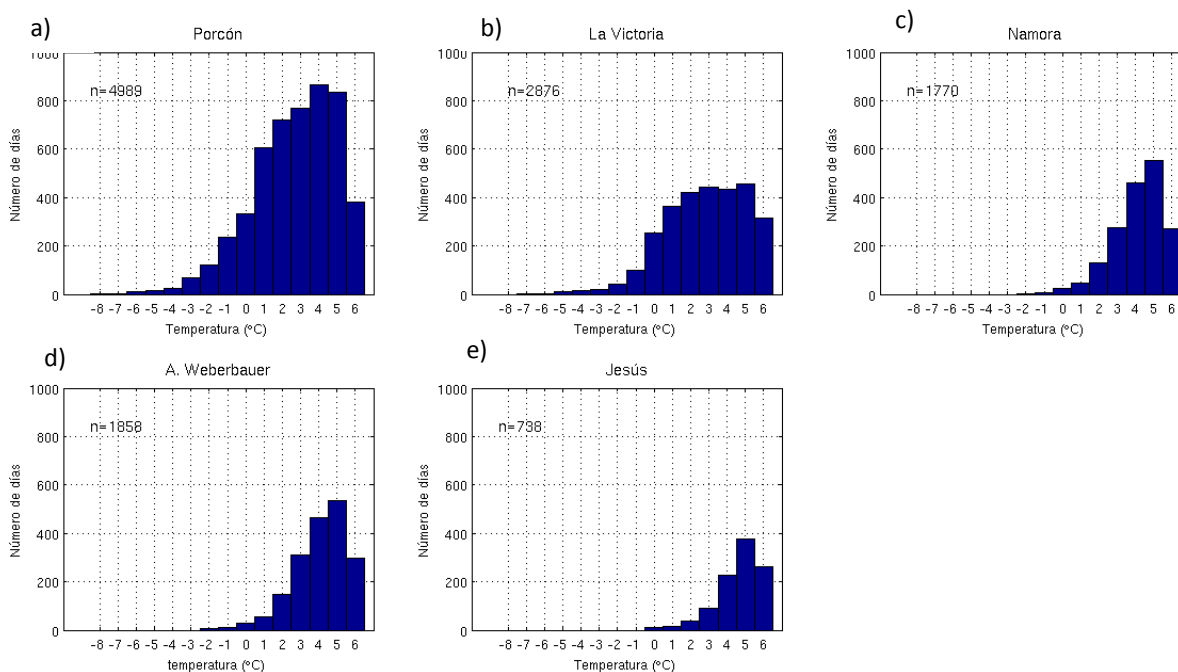 a)
Porcón
1000
800
600
400
200
0
n=4989
Número de días
-8 -7 -6 -5 -4 -3 -2 -1 0 1 2 3 4 5 6
Temperatura (°C)
b)
La Victoria
1000
800
600
400
200
0
n=2876
Número de días
-8 -7 -6 -5 -4 -3 -2 -1 0 1 2 3 4 5 6
Temperatura (°C)
c)
Namora
1000
800
600
400
200
0
n=1770
Número de días
-8 -7 -6 -5 -4 -3 -2 -1 0 1 2 3 4 5 6
Temperatura (°C)
d)
A. Weberbauer
1000
800
600
400
200
0
n=1858
Número de días
-8 -7 -6 -5 -4 -3 -2 -1 0 1 2 3 4 5 6
temperatura (°C)
e)
Jesús
1000
800
600
400
200
0
n=738
Número de días
-8 -7 -6 -5 -4 -3 -2 -1 0 1 2 3 4 5 6
Temperatura (°C)